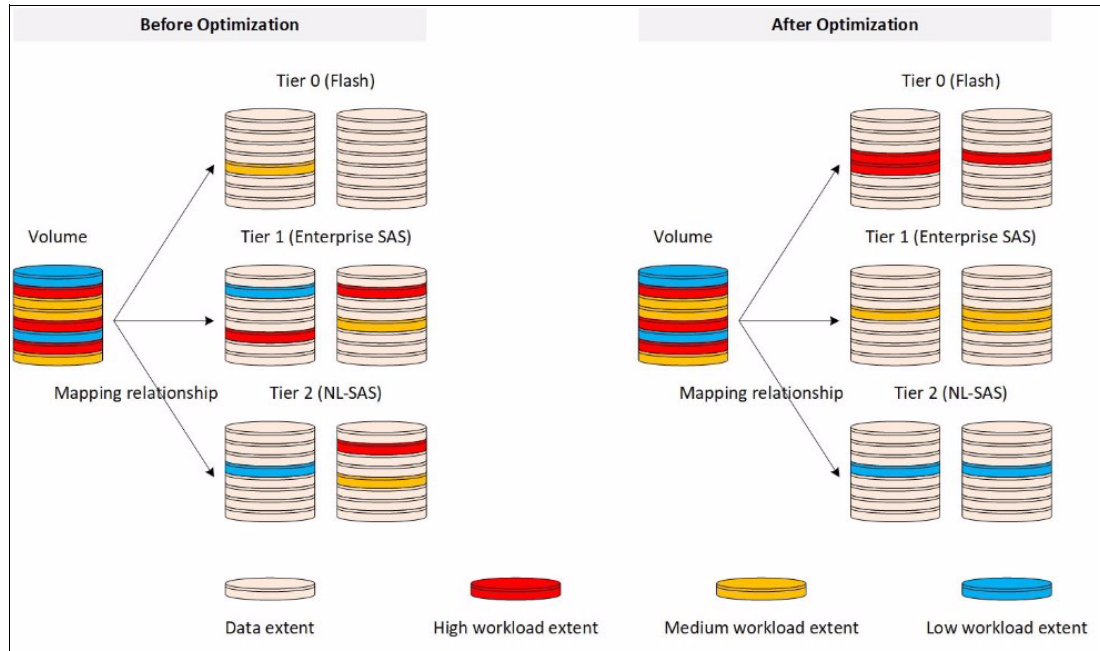 Before Optimization
After Optimization
Tier 0 (Flash)
Tier 0 (Flash)
Volume
Tier 1 (Enterprise SAS)
Volume
Tier 1 (Enterprise SAS)
Mapping relationship
Tier 2 (NL-SAS)
Mapping relationship
Tier 2 (NL-SAS)
Data extent
High workload extent
Medium workload extent
Low workload extent